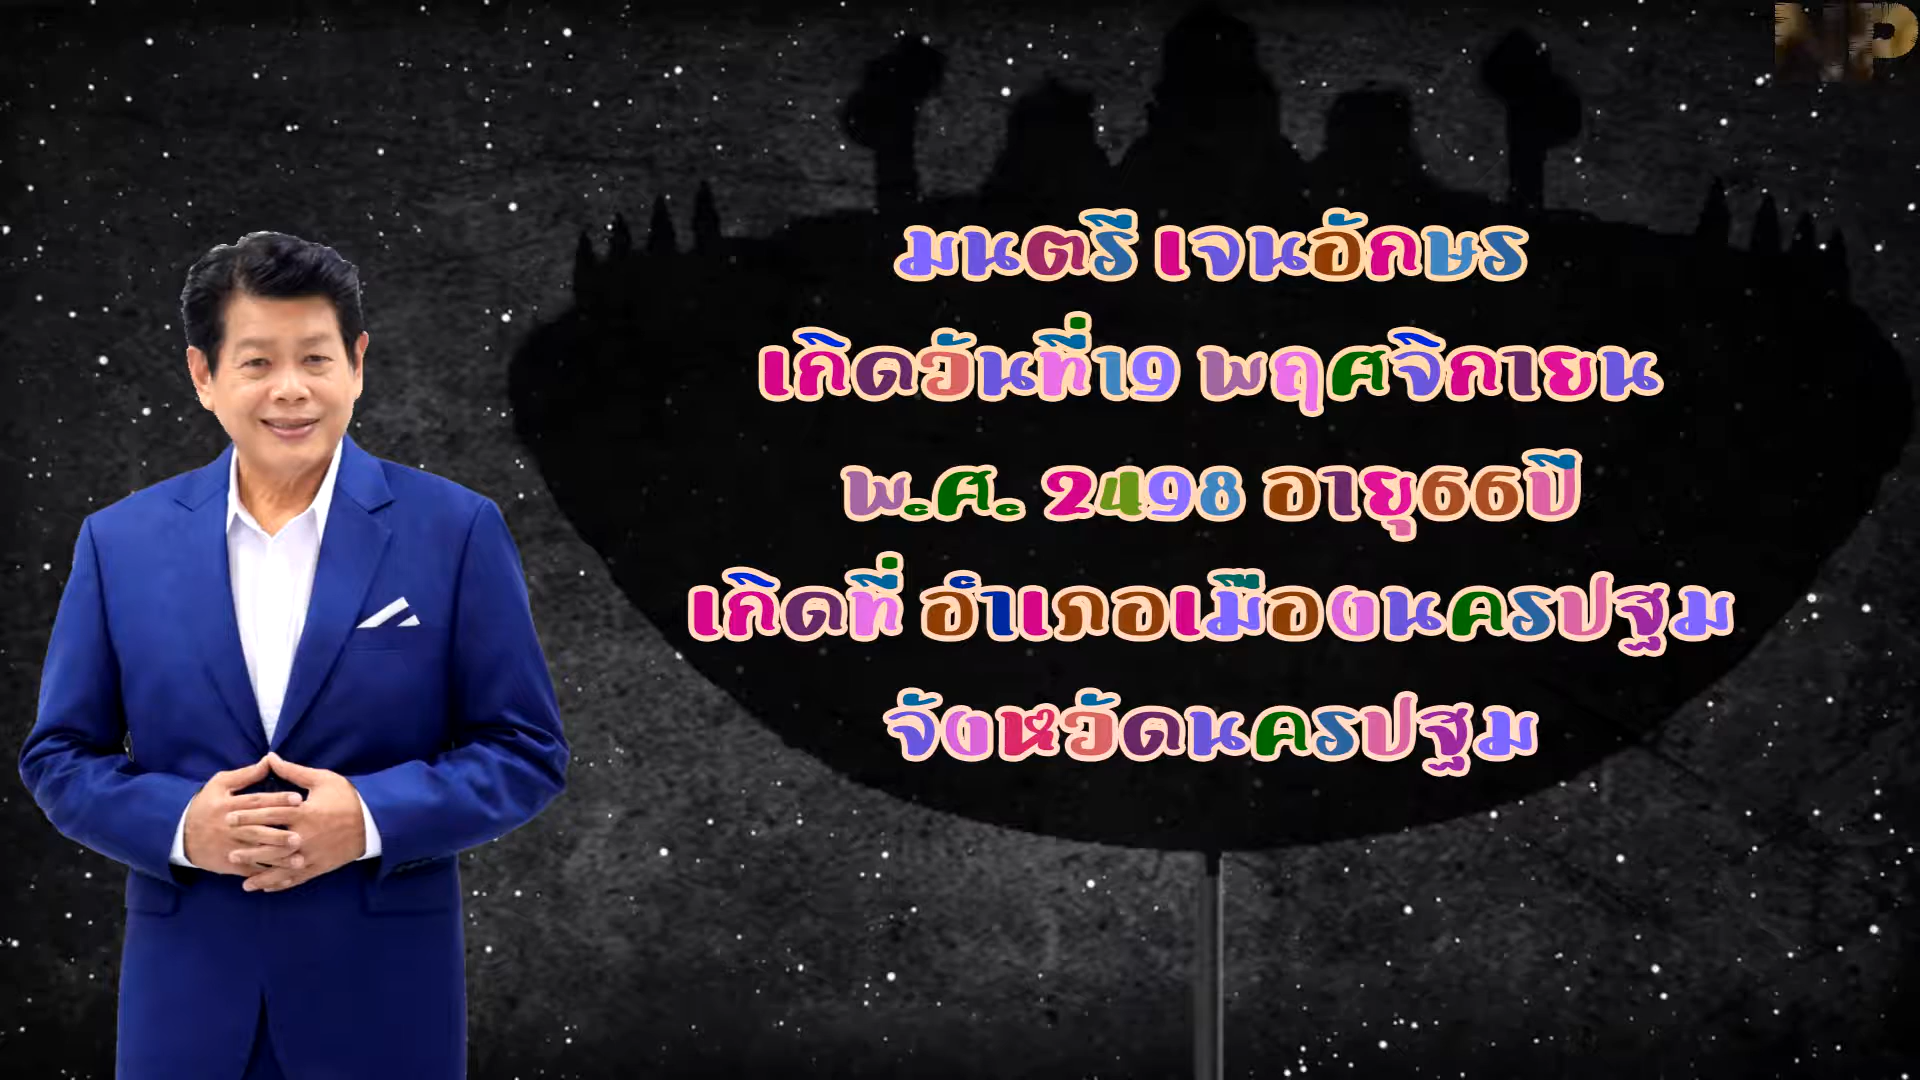 NP
มนตรี เจนอักษร
เกิดวันที่19 พฤศจิกายน
พ.ศ. 2498 อายุ66ปี
เกิดที่ อำเภอเมืองนครปฐม
จังหวัดนครปฐม